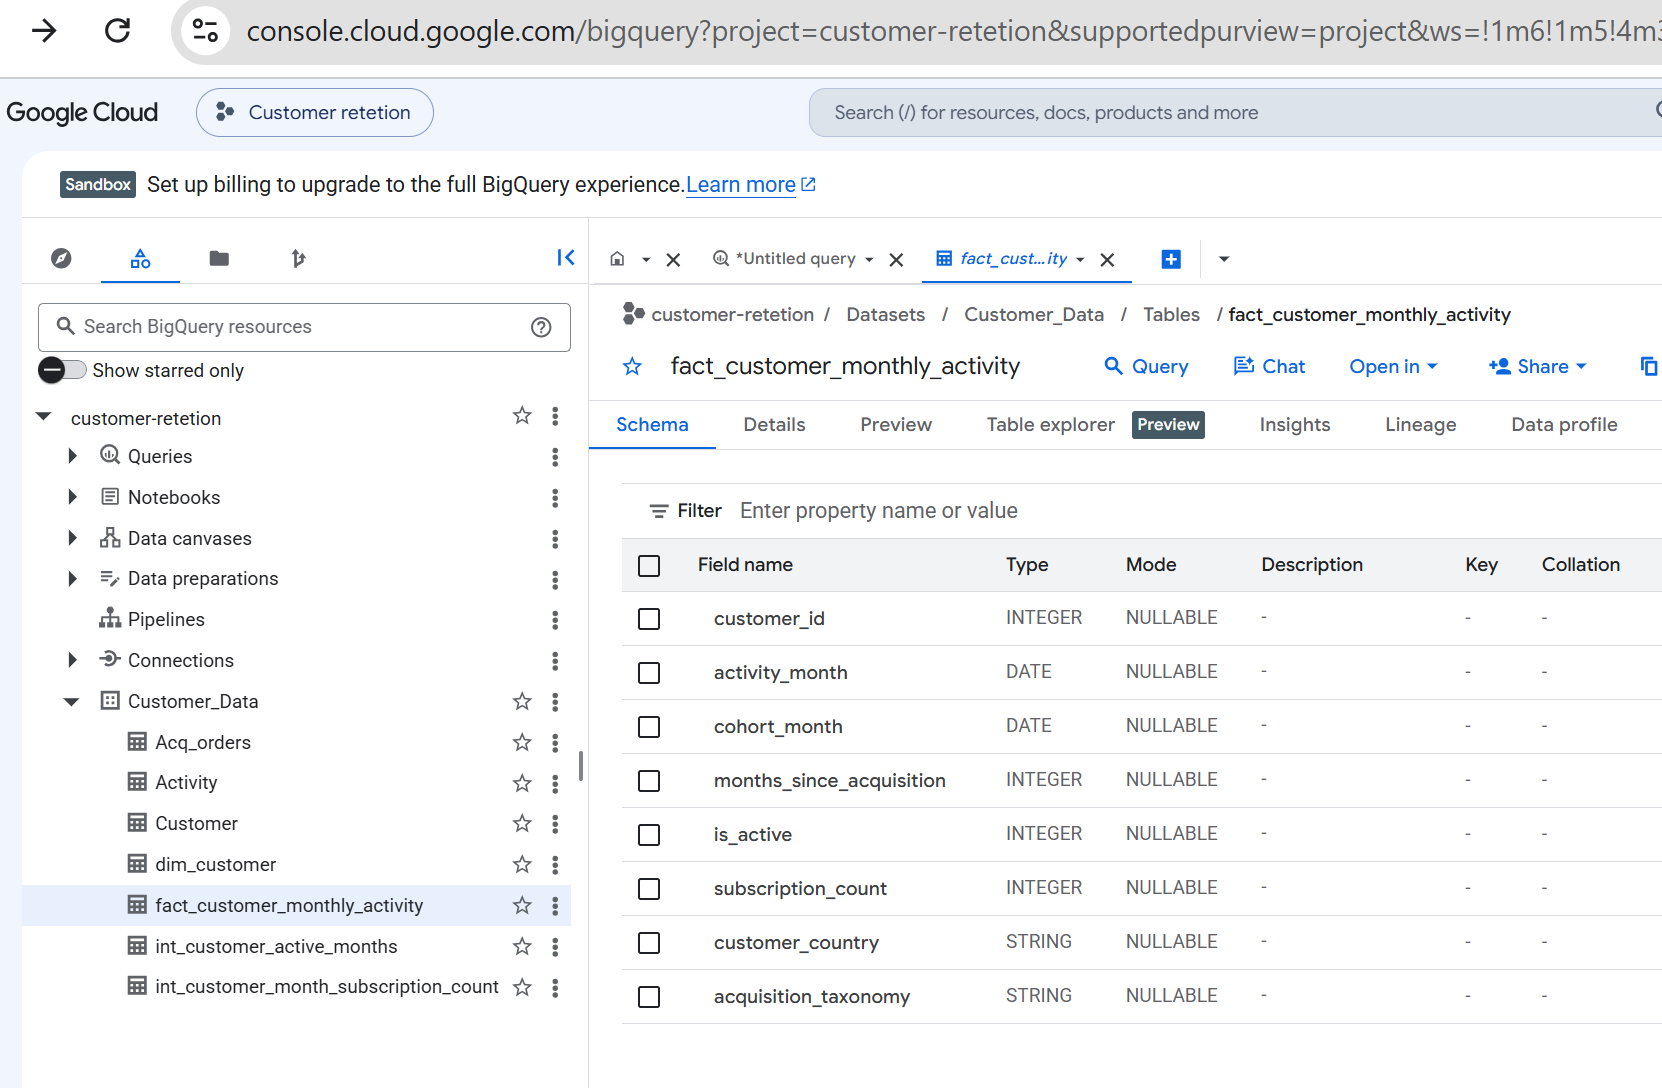 console.cloud.google.com/bigquery?project=customer-retetion&supportedpurview=project&ws=!1m6!1m5!4m3
Google Cloud
Customer retetion
Search (/) for resources, docs, products and more
Sandbox Set up billing to upgrade to the full BigQuery experience. Learn more
*Untitled query
fact_cust...ity
Search BigQuery resources
Show starred only
customer-retetion
Queries
Notebooks
Data canvases
Data preparations
Pipelines
Connections
Customer_Data
Acq_orders
Activity
Customer
dim_customer
fact_customer_monthly_activity
int_customer_active_months
int_customer_month_subscription_count
customer-retetion / Datasets / Customer_Data / Tables / fact_customer_monthly_activity
fact_customer_monthly_activity Query Chat Open in Share
Schema Details Preview Table explorer Preview Insights Lineage Data profile
Filter Enter property name or value
Field name Type Mode Description Key Collation
customer_id INTEGER NULLABLE - - -
activity_month DATE NULLABLE - - -
cohort_month DATE NULLABLE - - -
months_since_acquisition INTEGER NULLABLE - - -
is_active INTEGER NULLABLE - - -
subscription_count INTEGER NULLABLE - - -
customer_country STRING NULLABLE - - -
acquisition_taxonomy STRING NULLABLE - - -